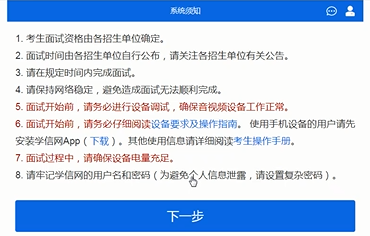 系统须知
1. 考生面试资格由各招生单位确定。
2. 面试时间由各招生单位自行公布，请关注各招生单位有关公告。
3. 请在规定时间内完成面试。
4. 请保持网络稳定，避免造成面试无法顺利完成。
5. 面试开始前，请务必进行设备调试，确保音视频设备工作正常。
6. 面试开始前，请务必仔细阅读设备要求及操作指南。 使用手机设备的用户请先
安装学信网App（下载）。其他使用信息请详细阅读考生操作手册。
7. 面试过程中，请确保设备电量充足。
8. 请牢记学信网的用户名和密码（为避免个人信息泄露，请设置复杂密码）。
下一步